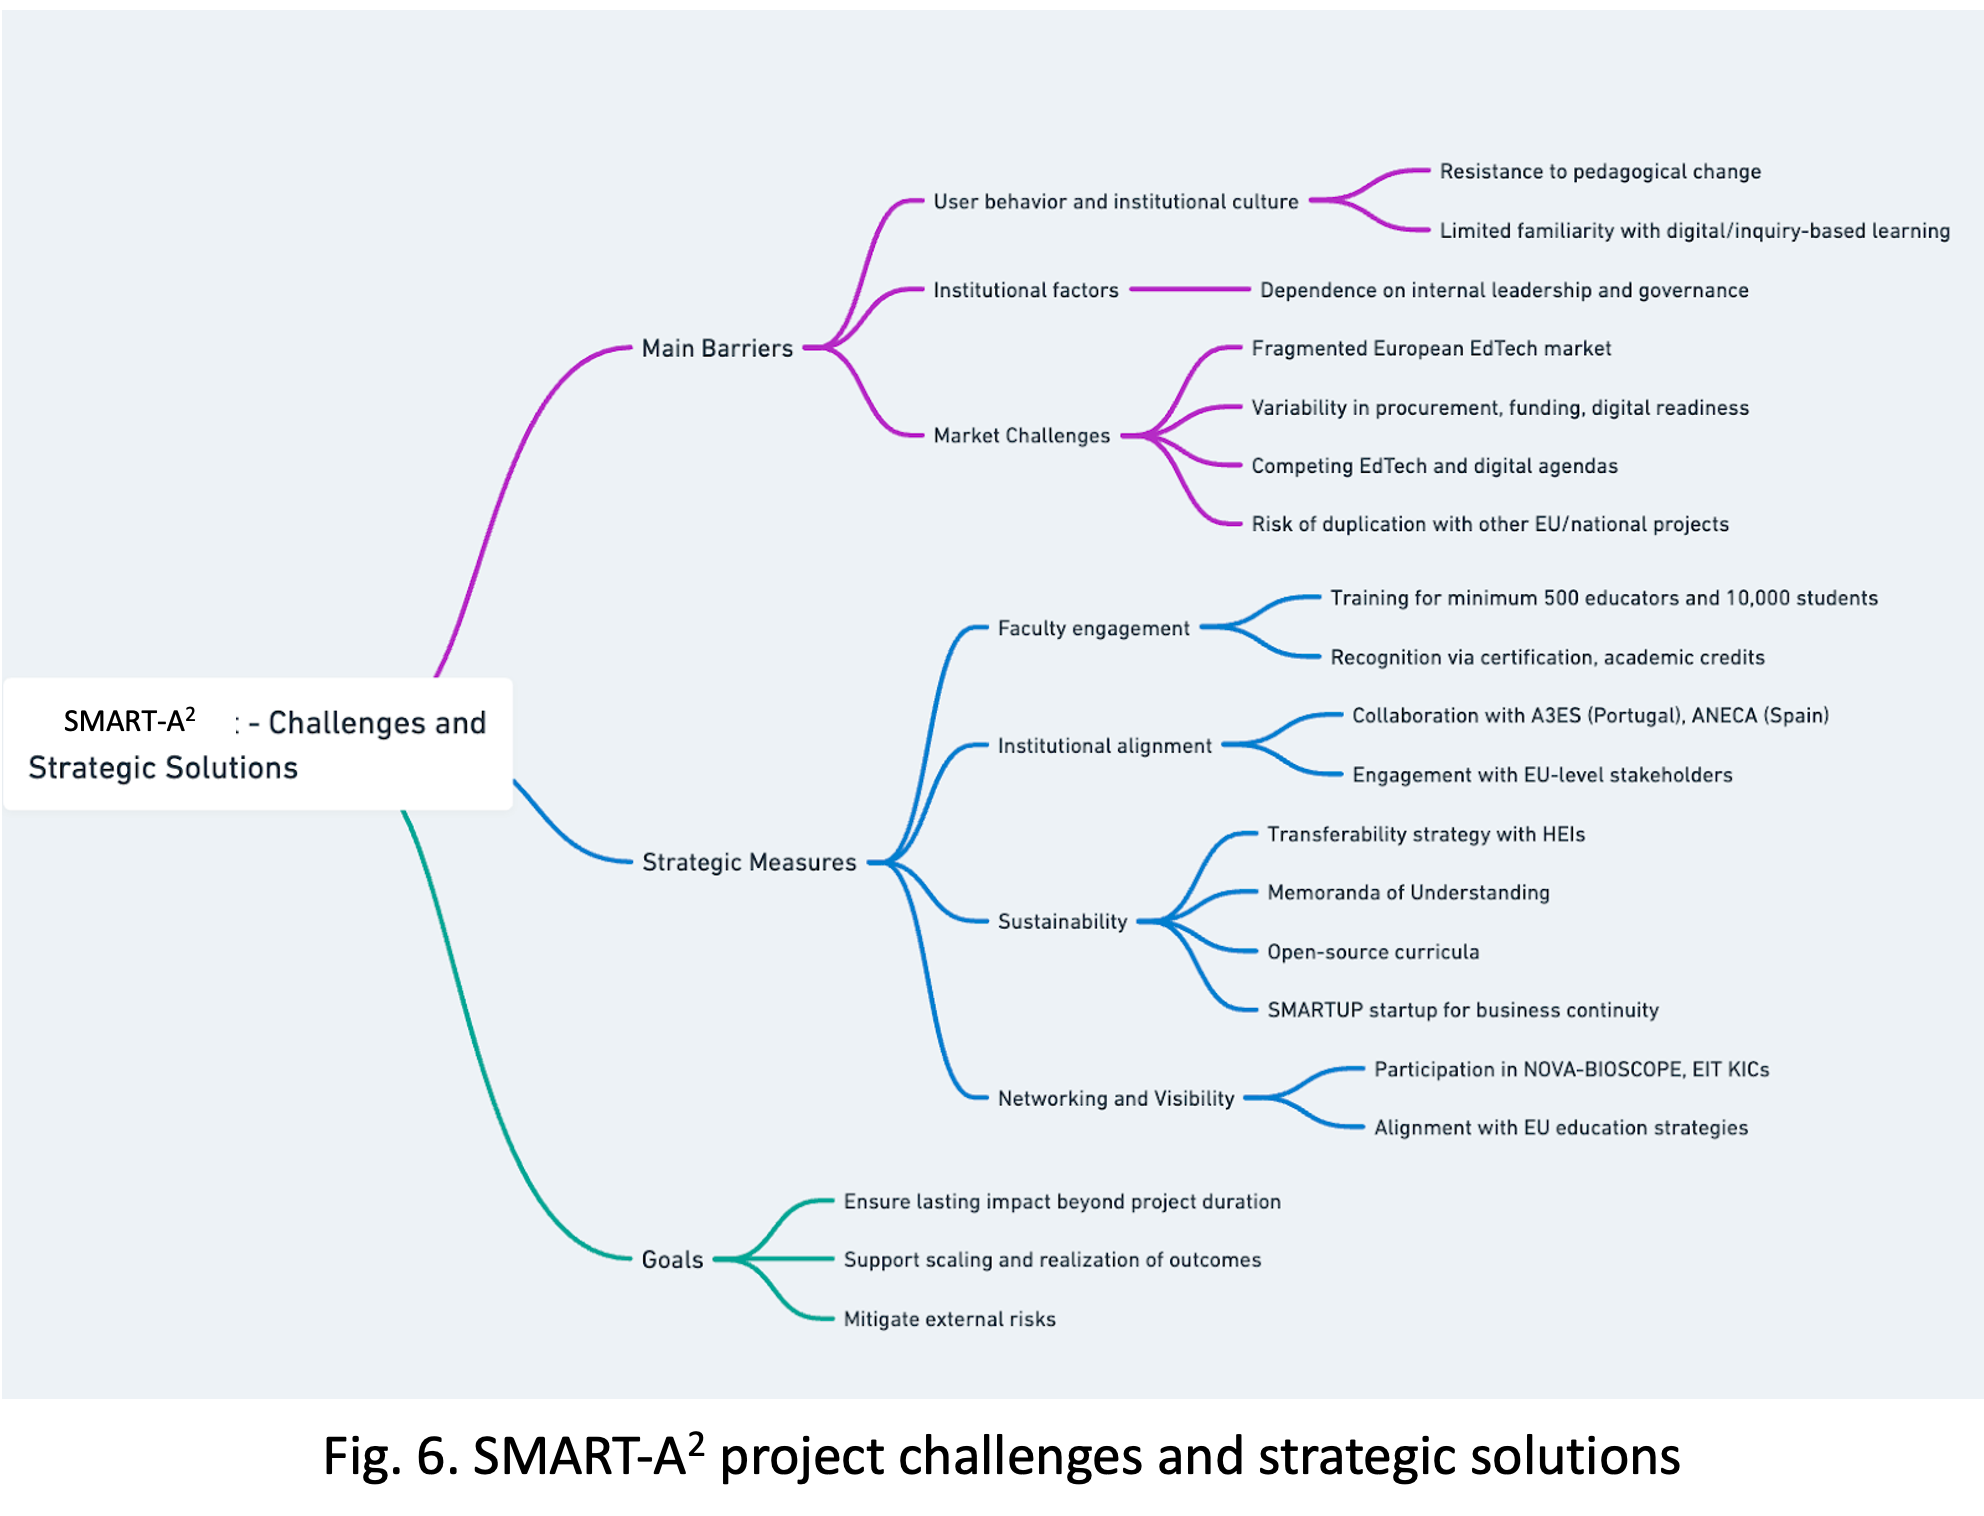 Resistance to pedagogical change
User behavior and institutional culture
Limited familiarity with digital/inquiry-based learning
Institutional factors
Dependence on internal leadership and governance
Main Barriers
Fragmented European EdTech market
Variability in procurement, funding, digital readiness
Market Challenges
Competing EdTech and digital agendas
Risk of duplication with other EU/national projects
SMART-A² : - Challenges and
Strategic Solutions
Training for minimum 500 educators and 10,000 students
Faculty engagement
Recognition via certification, academic credits
Collaboration with A3ES (Portugal), ANECA (Spain)
Institutional alignment
Engagement with EU-level stakeholders
Strategic Measures
Transferability strategy with HEIs
Memoranda of Understanding
Sustainability
Open-source curricula
SMARTUP startup for business continuity
Participation in NOVA-BIOSCOPE, EIT KICs
Networking and Visibility
Alignment with EU education strategies
Ensure lasting impact beyond project duration
Goals
Support scaling and realization of outcomes
Mitigate external risks
Fig. 6. SMART-A² project challenges and strategic solutions